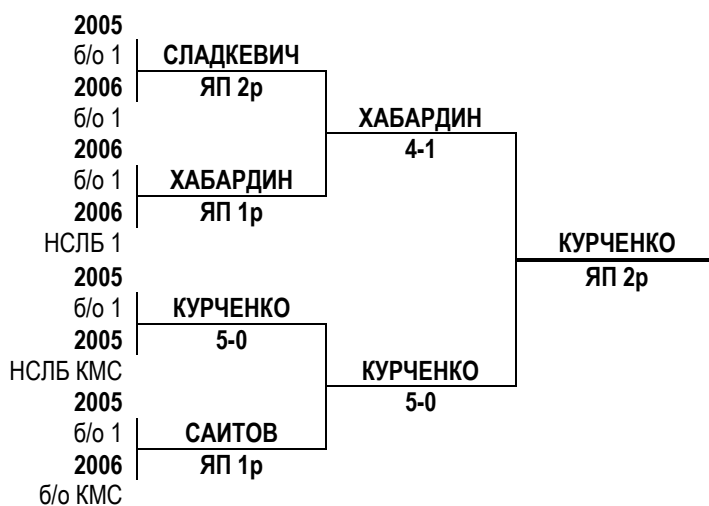 2005
б/о 1
СЛАДКЕВИЧ
2006
ЯП 2р
б/о 1
ХАБАРДИН
2006
4-1
б/о 1
ХАБАРДИН
2006
ЯП 1р
НСЛБ 1
КУРЧЕНКО
2005
ЯП 2р
б/о 1
КУРЧЕНКО
2005
5-0
НСЛБ КМС
КУРЧЕНКО
2005
5-0
б/о 1
САИТОВ
2006
ЯП 1р
б/о КМС